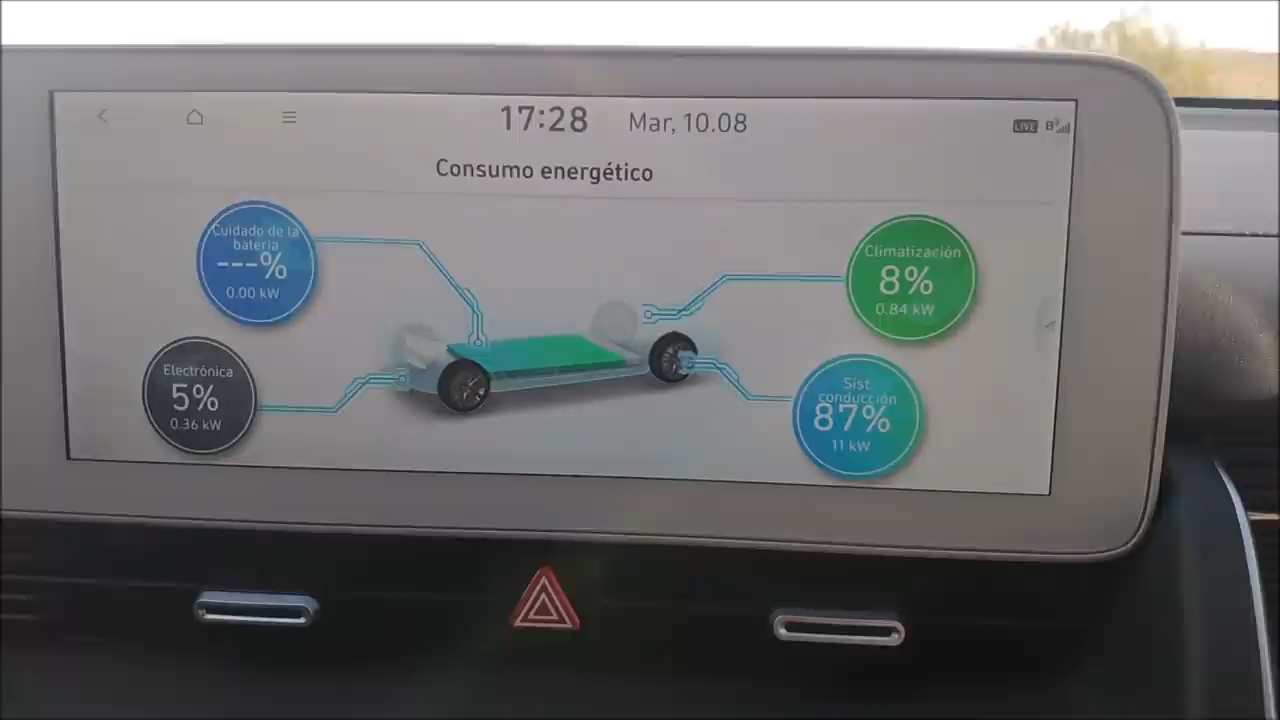 17:28 Mar, 10.08 LIVE
Consumo energético
Cuidado de la
batería
---%
0.00 kW
Climatización
8%
0.84 kW
Electrónica
5%
0.36 kW
Sist.
conducción
87%
11 kW